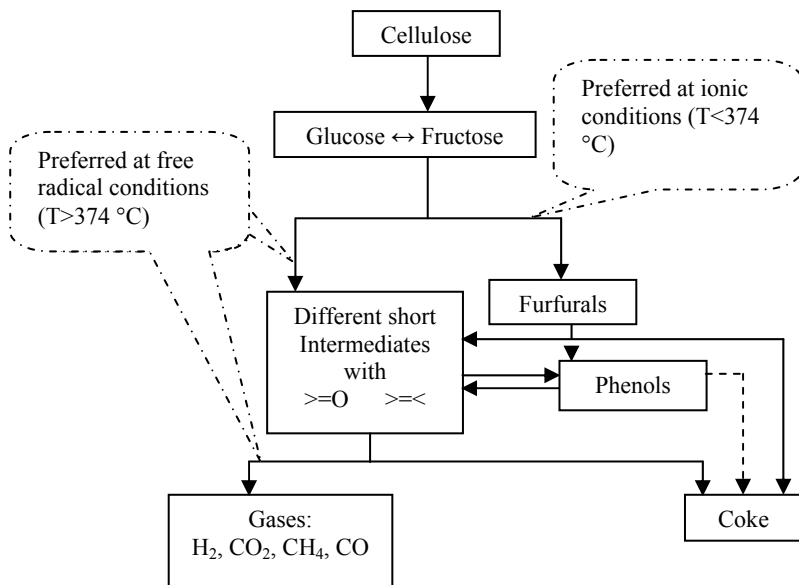 Cellulose
Preferred at ionic
conditions (T<374
°C)
Glucose ↔ Fructose
Preferred at free
radical conditions
(T>374 °C)
Different short
Intermediates
with
>=O >=<
Furfurals
Phenols
Gases:
H₂, CO₂, CH₄, CO
Coke